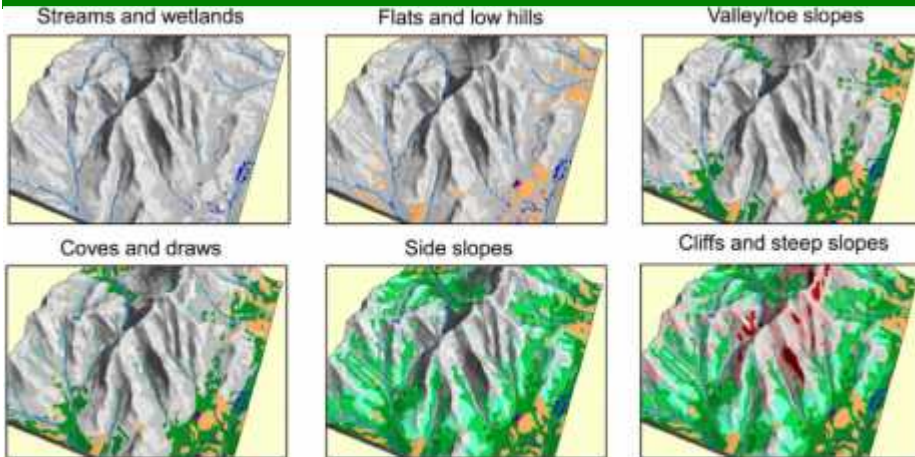 Streams and wetlands
Flats and low hills
Valley/toe slopes
Coves and draws
Side slopes
Cliffs and steep slopes